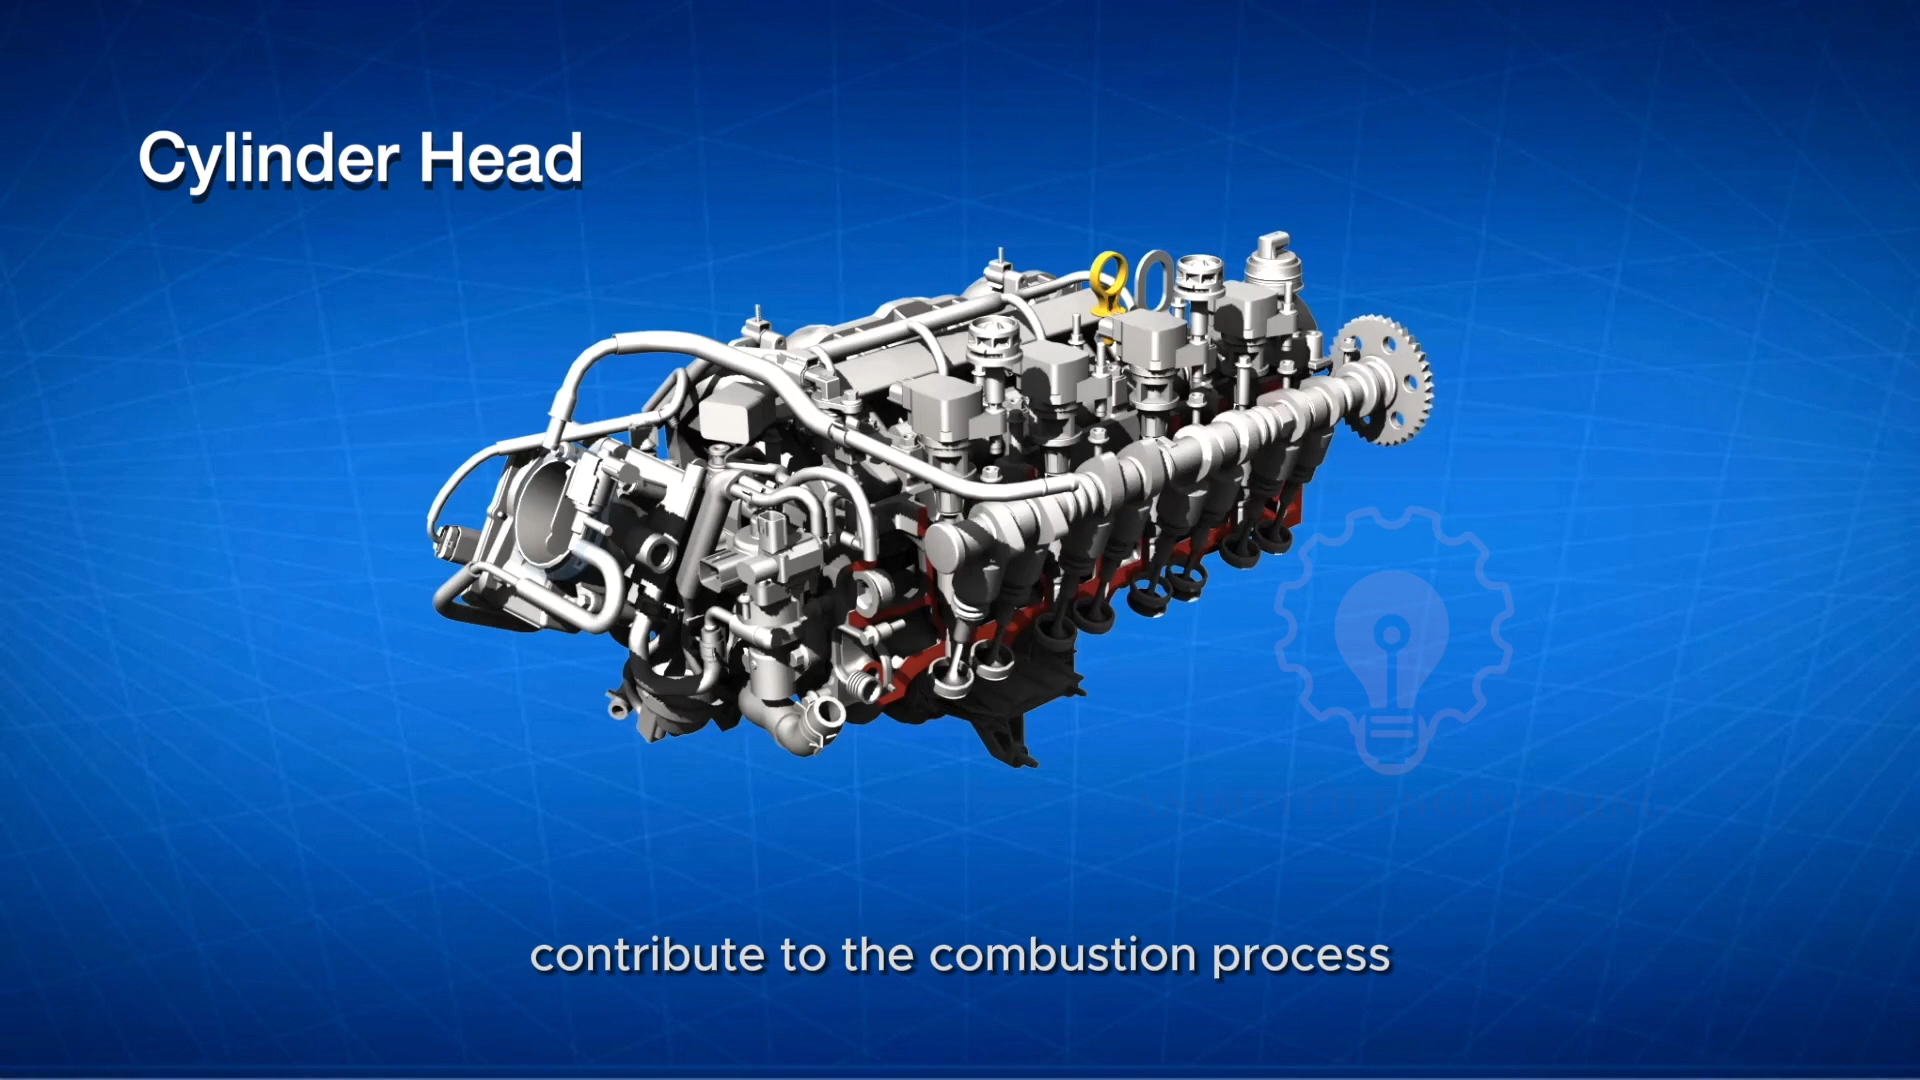 Cylinder Head
contribute to the combustion process